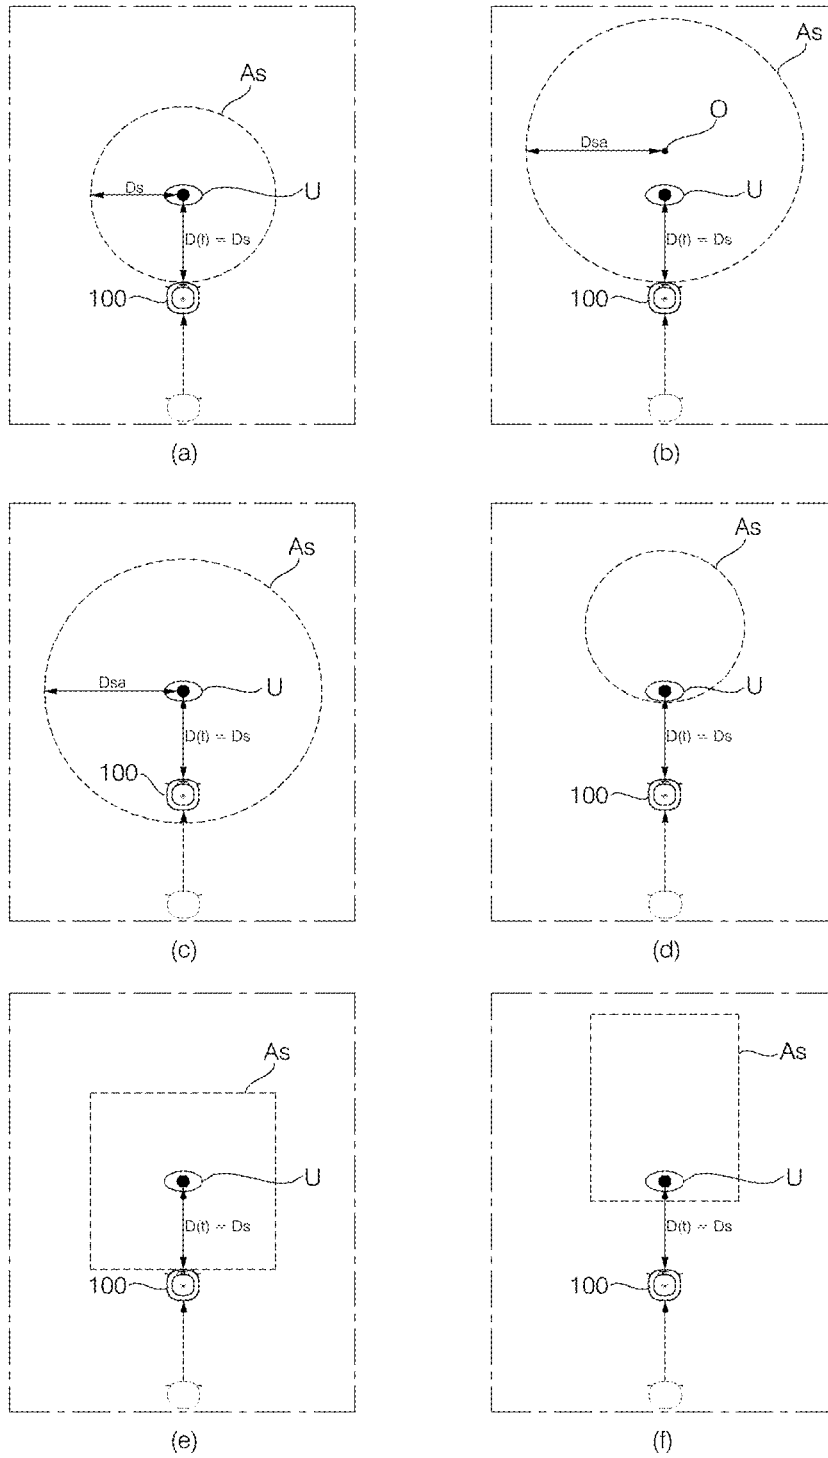 As
Ds
U
D(t) = Ds
100
(a)
As
O
Dsa
U
D(t) = Ds
100
(b)
As
Dsa
U
D(t) = Ds
100
(c)
As
U
D(t) = Ds
100
(d)
As
U
D(t) = Ds
100
(e)
As
U
D(t) = Ds
100
(f)